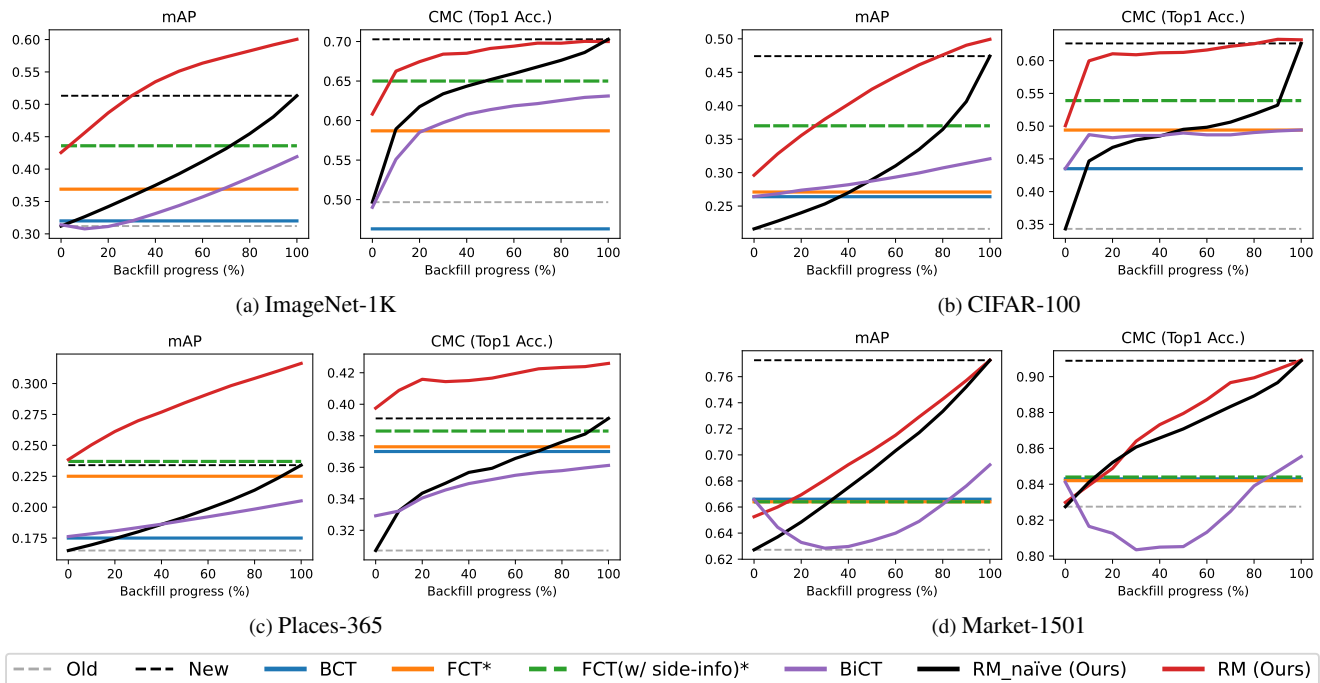 mAP
CMC (Top1 Acc.)
0.60
0.55
0.50
0.45
0.40
0.35
0.30
0 20 40 60 80 100
Backfill progress (%)
0.70
0.65
0.60
0.55
0.50
0 20 40 60 80 100
Backfill progress (%)
(a) ImageNet-1K
mAP
CMC (Top1 Acc.)
0.50
0.45
0.40
0.35
0.30
0.25
0 20 40 60 80 100
Backfill progress (%)
0.60
0.55
0.50
0.45
0.40
0.35
0 20 40 60 80 100
Backfill progress (%)
(b) CIFAR-100
mAP
CMC (Top1 Acc.)
0.300
0.275
0.250
0.225
0.200
0.175
0 20 40 60 80 100
Backfill progress (%)
0.42
0.40
0.38
0.36
0.34
0.32
0 20 40 60 80 100
Backfill progress (%)
(c) Places-365
mAP
CMC (Top1 Acc.)
0.76
0.74
0.72
0.70
0.68
0.66
0.64
0.62
0 20 40 60 80 100
Backfill progress (%)
0.90
0.88
0.86
0.84
0.82
0.80
0 20 40 60 80 100
Backfill progress (%)
(d) Market-1501
Old New BCT FCT* FCT(w/ side-info)* BiCT RM_naïve (Ours) RM (Ours)